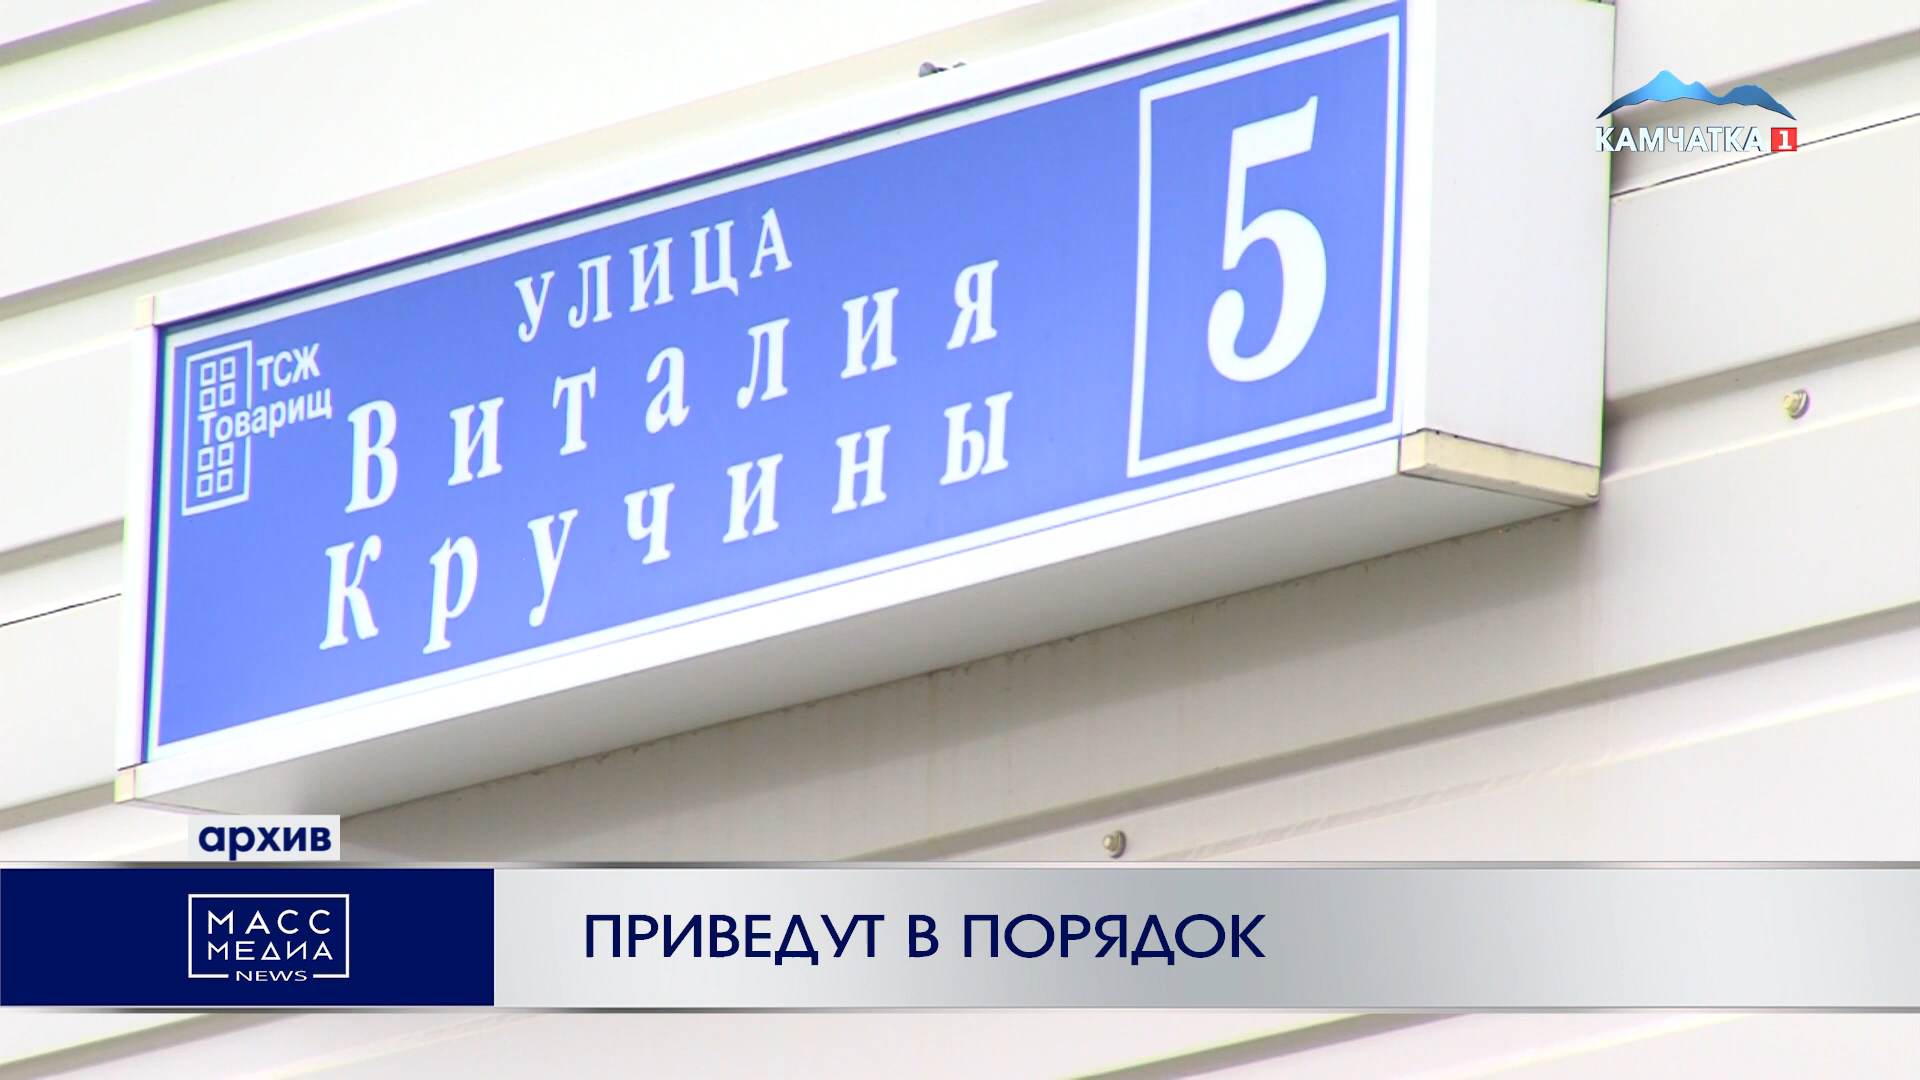 КАМЧАТКА 1
УЛИЦА
Виталия
Кручины
5
ТСЖ
Товарищ
архив
МАСС
МЕДИА
NEWS
ПРИВЕДУТ В ПОРЯДОК